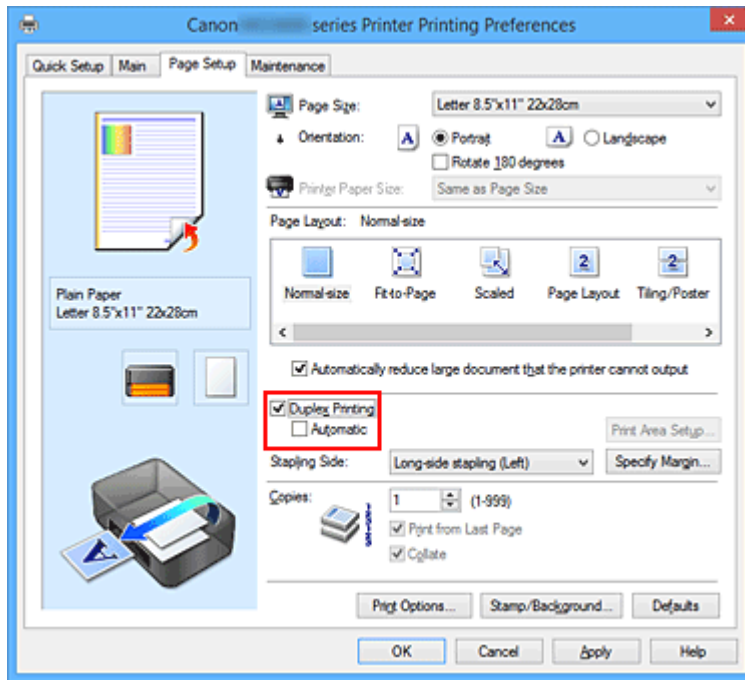 Canon series Printer Printing Preferences
Quick Setup Main Page Setup Maintenance
Page Size: Letter 8.5"x11" 22x28cm
Orientation: A Portrait A Landscape
Rotate 180 degrees
Printer Paper Size: Same as Page Size
Page Layout: Normal-size
2 2
Normal-size Fit-to-Page Scaled Page Layout Tiling/Poster
Plain Paper
Letter 8.5"x11" 22x28cm
Automatically reduce large document that the printer cannot output
Duplex Printing
Automatic
Print Area Setup...
Stapling Side: Long-side stapling (Left) Specify Margin...
Copies: 1 (1-999)
Print from Last Page
Collate
A
Print Options... Stamp/Background... Defaults
OK Cancel Apply Help